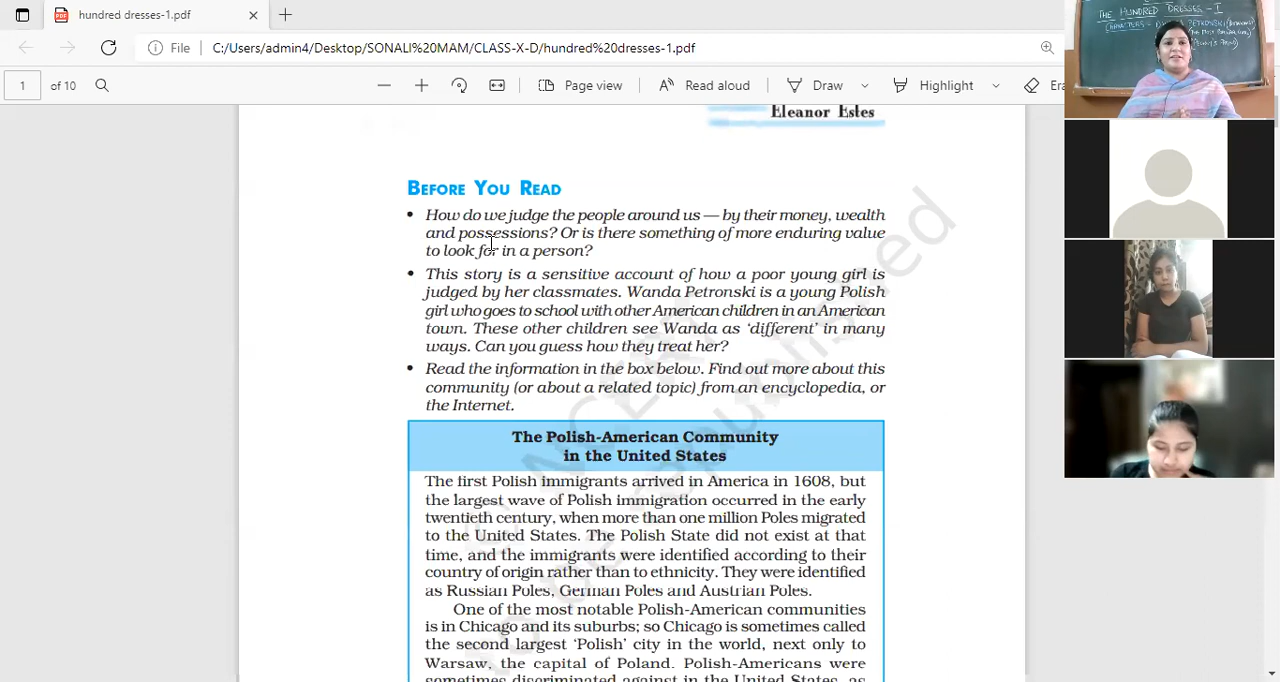 hundred dresses-1.pdf
File
C:/Users/admin4/Desktop/SONALI%20MAM/CLASS-X-D/hundred%20dresses-1.pdf
1 of 10
Page view
Read aloud
Draw
Highlight
Era
Eleanor Estes
BEFORE YOU READ
• How do we judge the people around us — by their money, wealth
and possessions? Or is there something of more enduring value
to look for in a person?
• This story is a sensitive account of how a poor young girl is
judged by her classmates. Wanda Petronski is a young Polish
girl who goes to school with other American children in an American
town. These other children see Wanda as ‘different’ in many
ways. Can you guess how they treat her?
• Read the information in the box below. Find out more about this
community (or about a related topic) from an encyclopedia, or
the Internet.
The Polish-American Community
in the United States
The first Polish immigrants arrived in America in 1608, but
the largest wave of Polish immigration occurred in the early
twentieth century, when more than one million Poles migrated
to the United States. The Polish State did not exist at that
time, and the immigrants were identified according to their
country of origin rather than to ethnicity. They were identified
as Russian Poles, German Poles and Austrian Poles.
One of the most notable Polish-American communities
is in Chicago and its suburbs; so Chicago is sometimes called
the second largest ‘Polish’ city in the world, next only to
Warsaw, the capital of Poland. Polish-Americans were
sometimes discriminated against in the United States, as
© NCERT
be republished
THE HUNDRED DRESSES - I